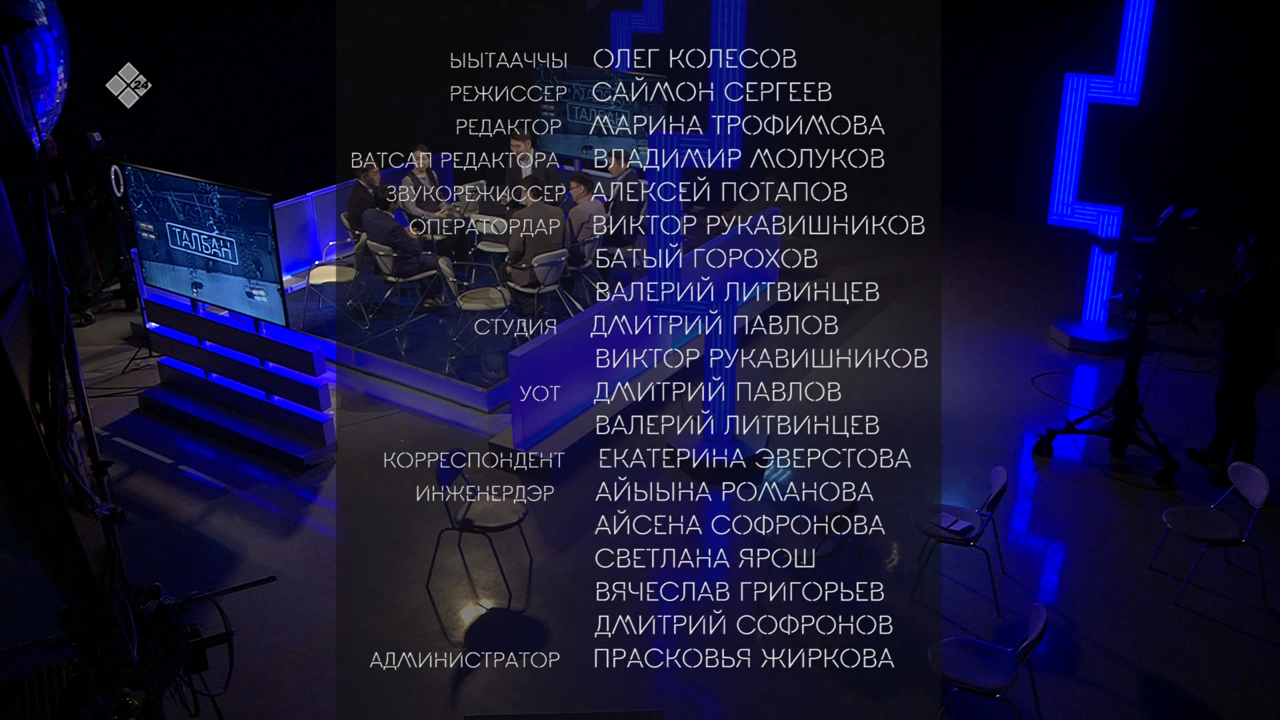 X24
ЫЫТААЧЧЫ ОЛЕГ КОЛЕСОВ
РЕЖИССЕР САЙМОН СЕРГЕЕВ
РЕДАКТОР МАРИНА ТРОФИМОВА
ВАТСАП РЕДАКТОРА ВЛАДИМИР МОЛУКОВ
ЗВУКОРЕЖИССЕР АЛЕКСЕЙ ПОТАПОВ
ОПЕРАТОРДАР ВИКТОР РУКАВИШНИКОВ
БАТЫЙ ГОРОХОВ
ВАЛЕРИЙ ЛИТВИНЦЕВ
СТУДИЯ ДМИТРИЙ ПАВЛОВ
ВИКТОР РУКАВИШНИКОВ
УОТ ДМИТРИЙ ПАВЛОВ
ВАЛЕРИЙ ЛИТВИНЦЕВ
КОРРЕСПОНДЕНТ ЕКАТЕРИНА ЭВЕРСТОВА
ИНЖЕНЕРДЭР АЙЫЫНА РОМАНОВА
АЙСЕНА СОФРОНОВА
СВЕТЛАНА ЯРОШ
ВЯЧЕСЛАВ ГРИГОРЬЕВ
ДМИТРИЙ СОФРОНОВ
АДМИНИСТРАТОР ПРАСКОВЬЯ ЖИРКОВА
ТАЛБАН
ТАЛБАН